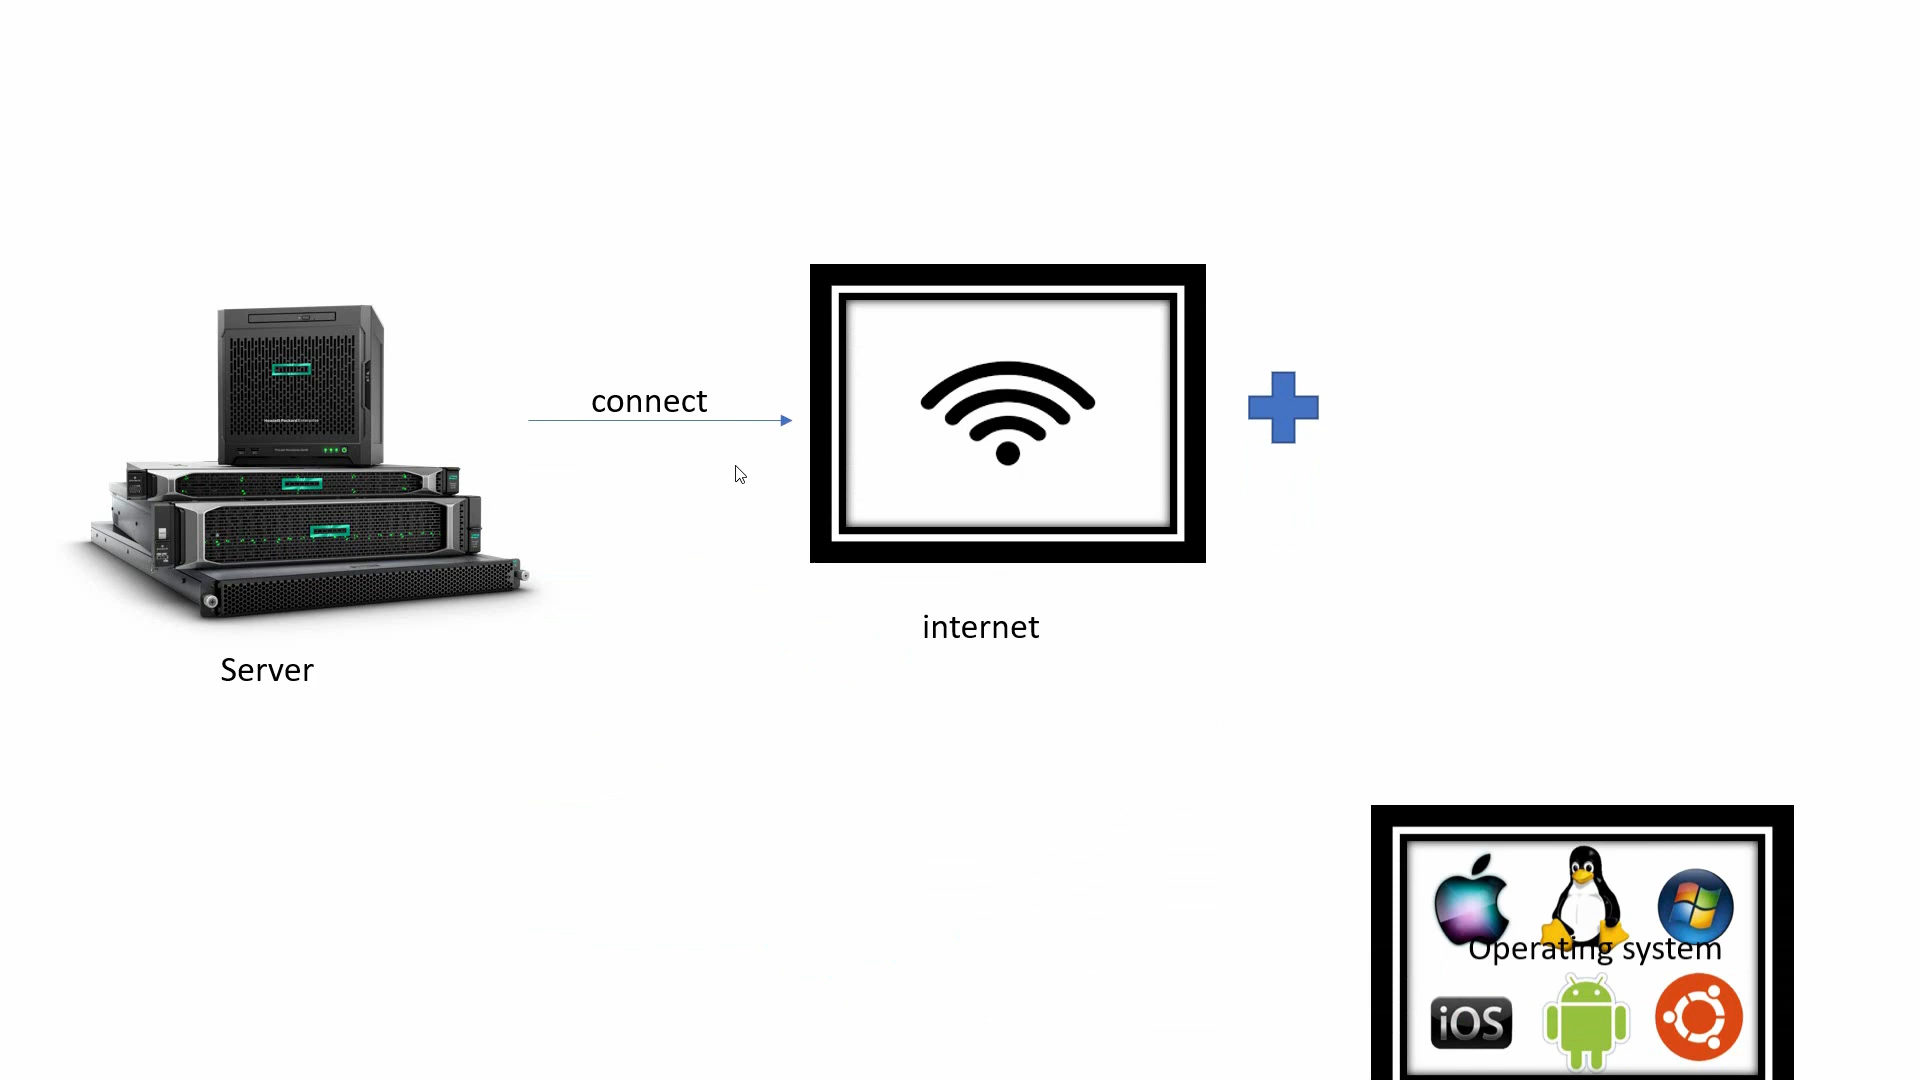 connect
internet
Server
Operating system
iOS